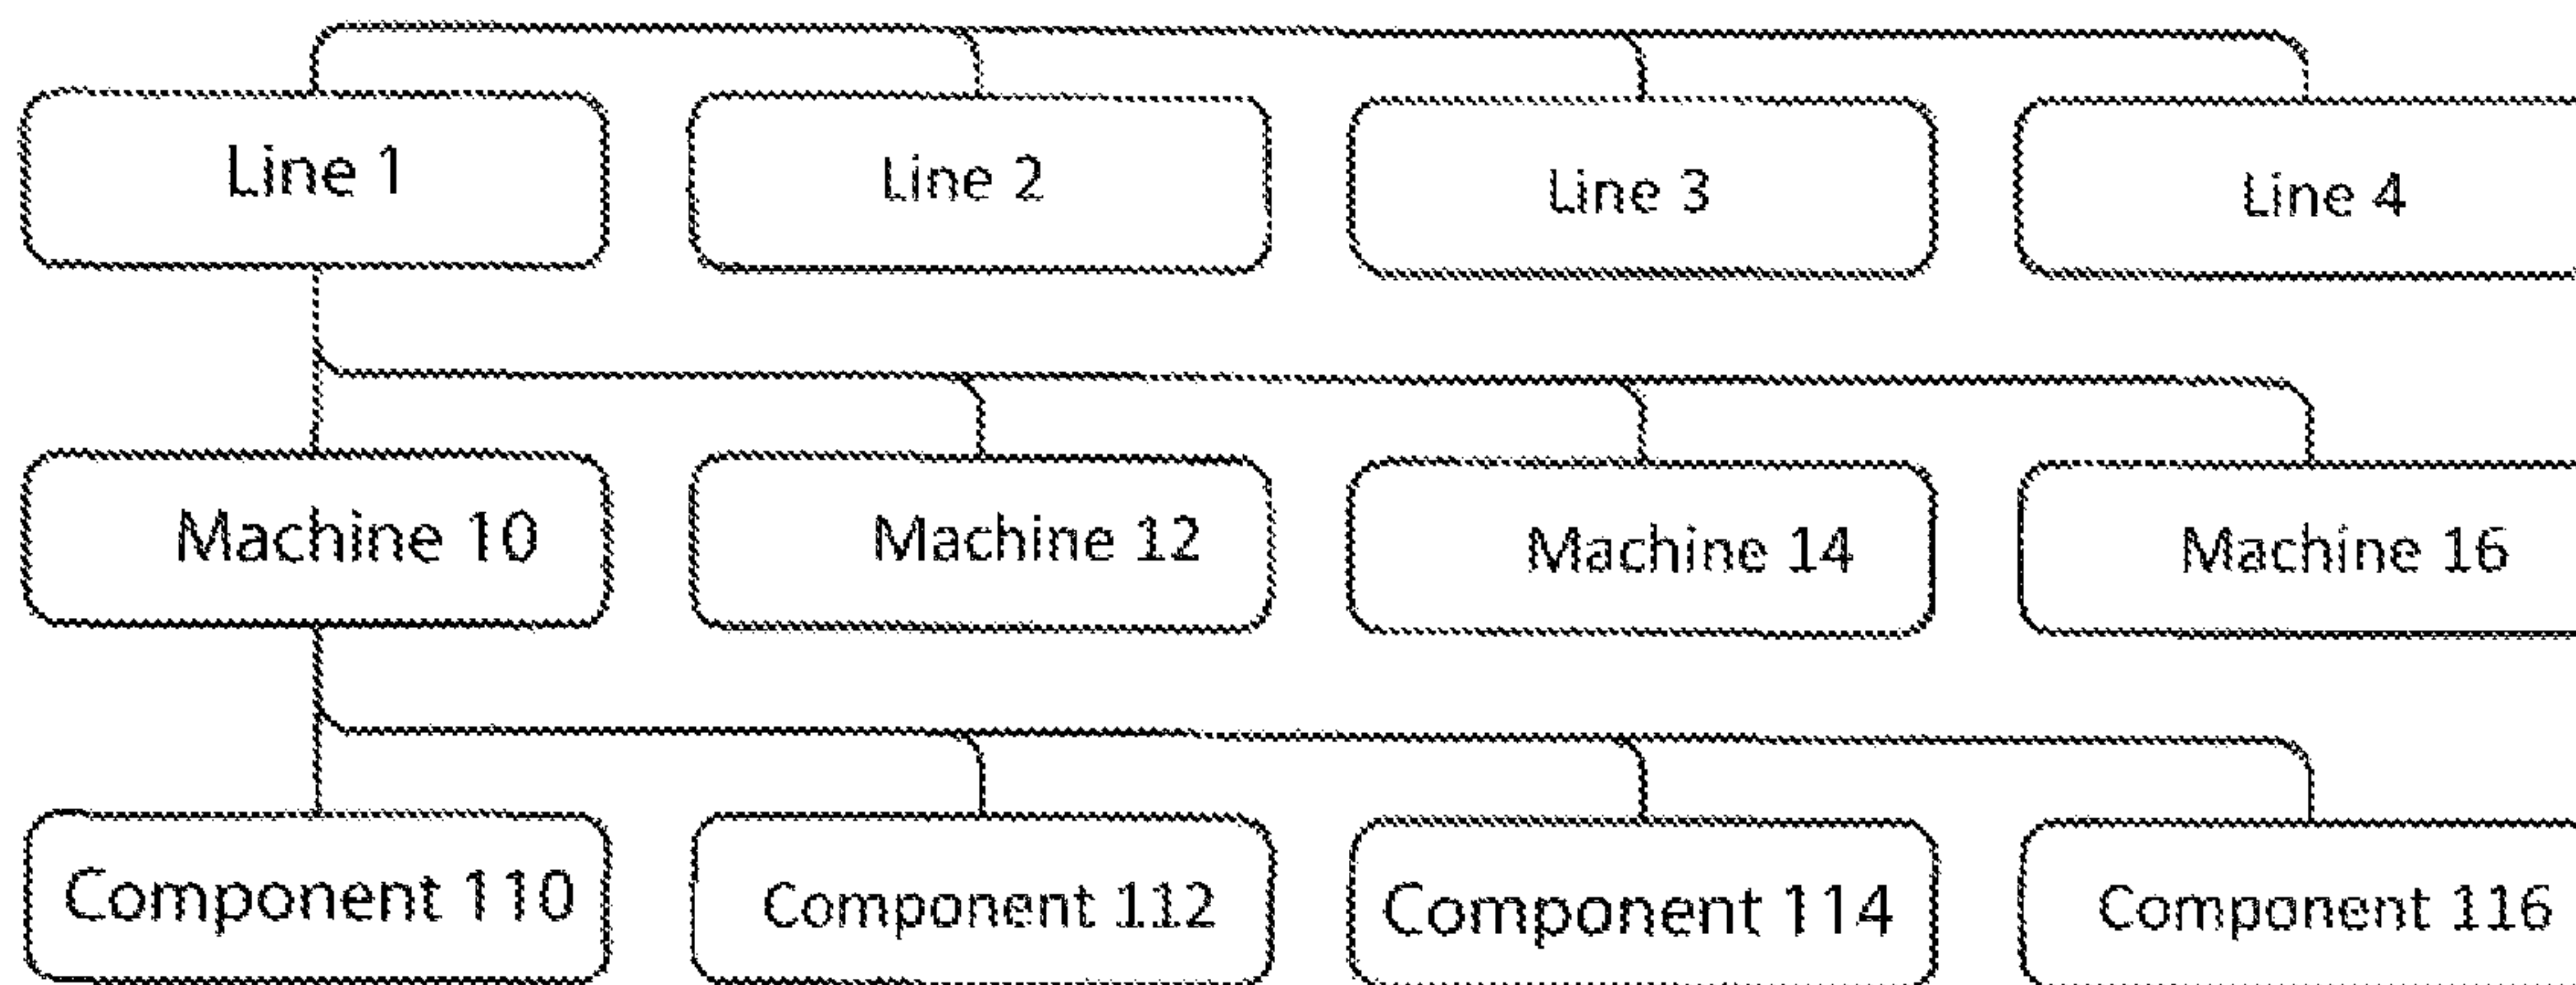 Line 1
Line 2
Line 3
Line 4
Machine 10
Machine 12
Machine 14
Machine 16
Component 110
Component 112
Component 114
Component 116